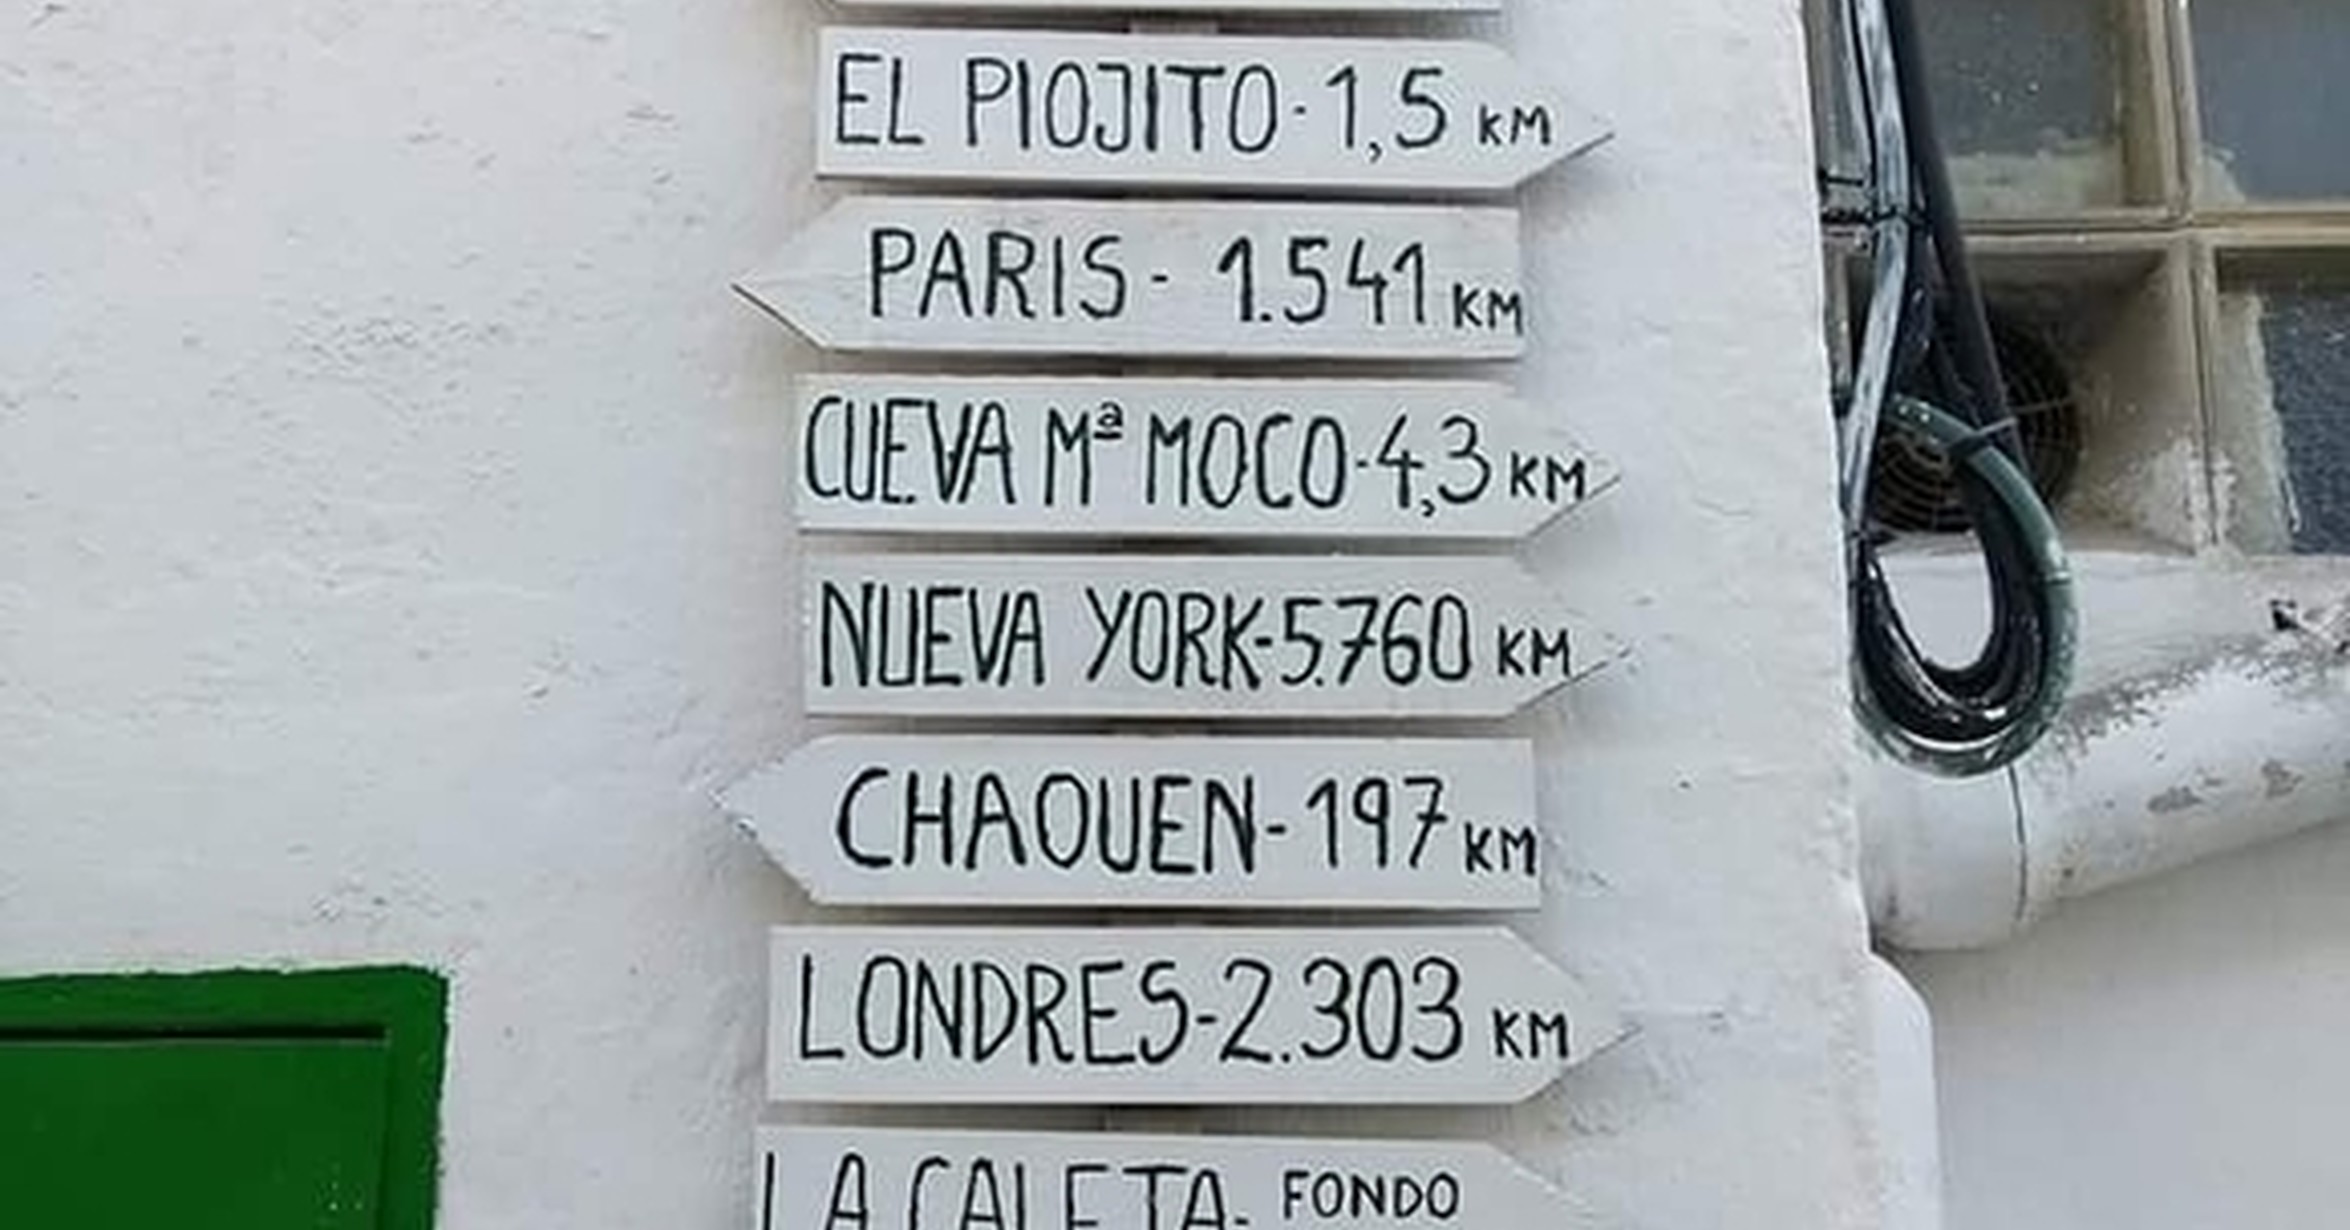 EL PIOJITO-1,5 KM
PARIS - 1.541 KM
CUEVA Mª MOCO-4,3 KM
NUEVA YORK-5.760 KM
CHAOUEN-197 KM
LONDRES-2.303 KM
LA CALETA- FONDO